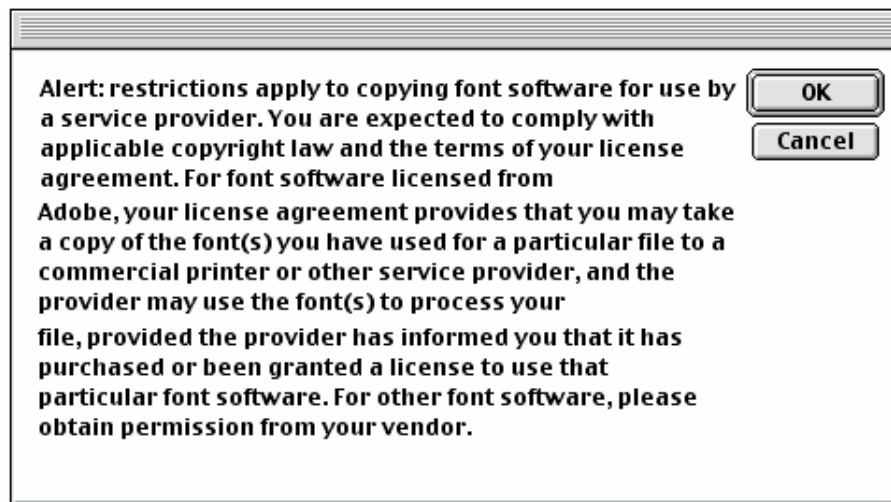 Alert: restrictions apply to copying font software for use by
a service provider. You are expected to comply with
applicable copyright law and the terms of your license
agreement. For font software licensed from
Adobe, your license agreement provides that you may take
a copy of the font(s) you have used for a particular file to a
commercial printer or other service provider, and the
provider may use the font(s) to process your
file, provided the provider has informed you that it has
purchased or been granted a license to use that
particular font software. For other font software, please
obtain permission from your vendor.
OK
Cancel